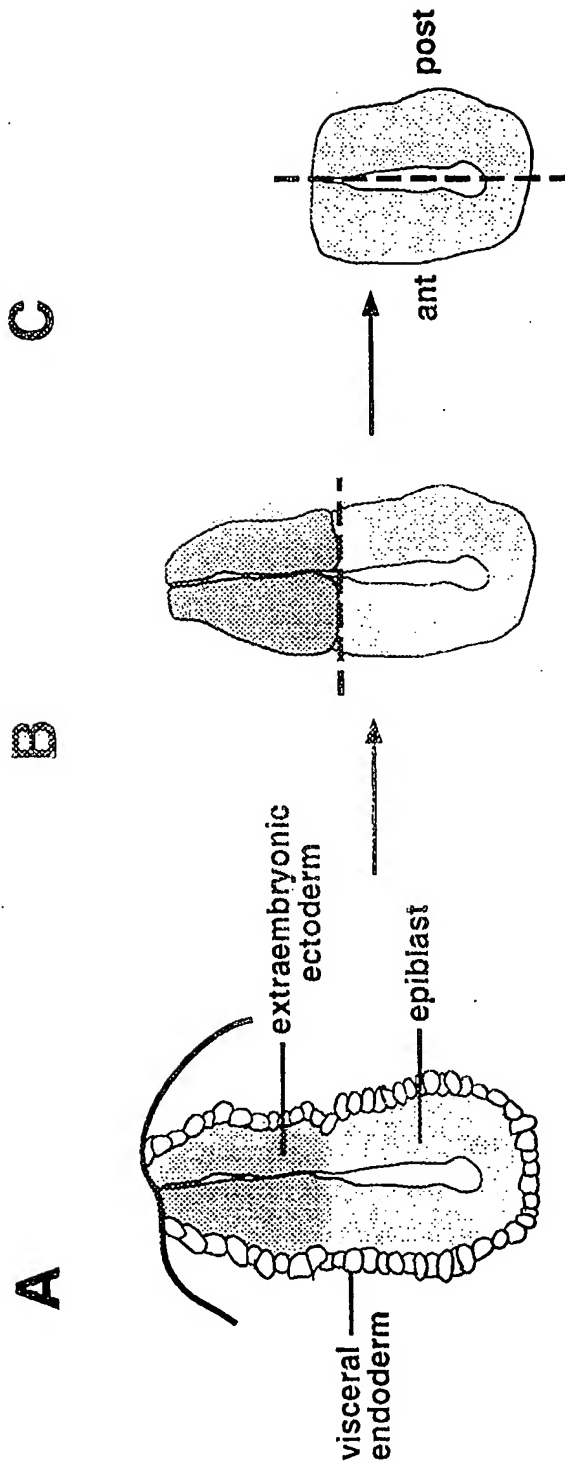 A
visceral
endoderm
extraembryonic
ectoderm
epiblast
B
C
ant
post